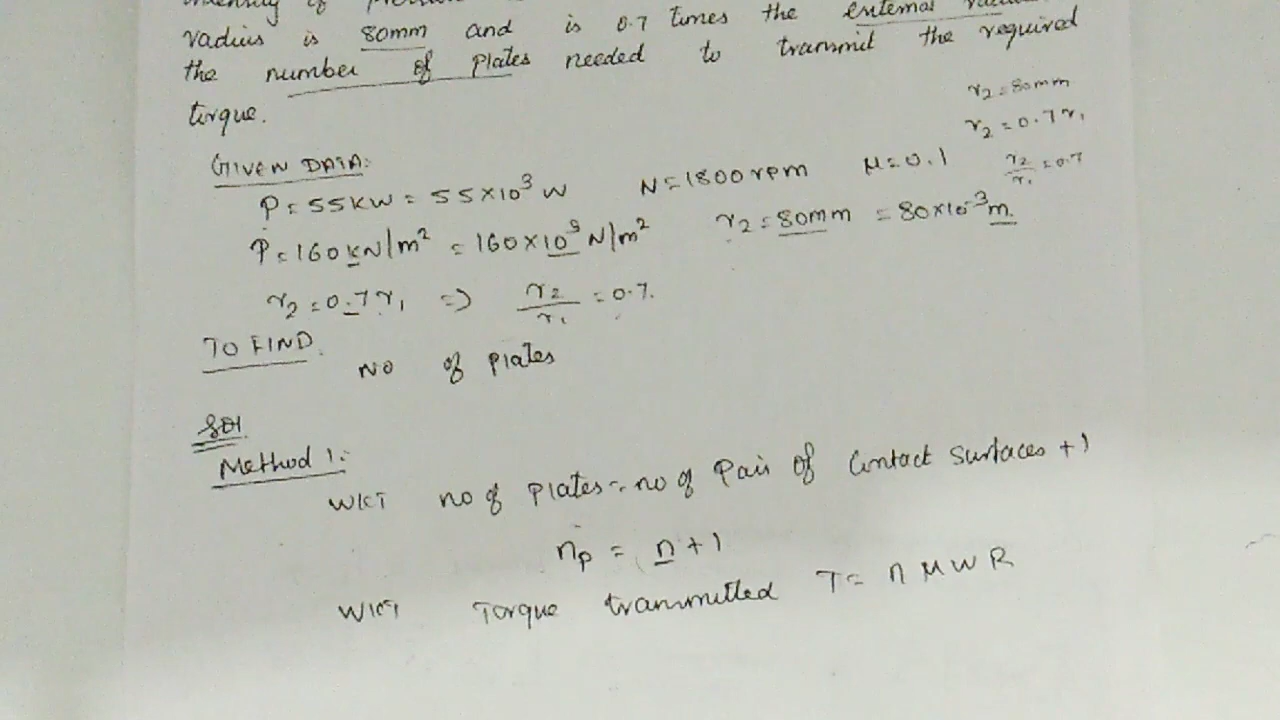 radius is 80mm and is 0.7 times the external
the number of plates needed to transmit the required
torque.
r2 = 80mm
r2 = 0.7 r1
r2/r1 = 0.7
GIVEN DATA:
P = 55KW = 55×10³ W N = 1800 rpm μ = 0.1
P = 160 KN/m² = 160×10³ N/m² r2 = 80mm = 80×10⁻³ m.
r2 = 0.7 r1 => r2/r1 = 0.7.
TO FIND.
NO of plates
Sol
Method 1:-
WKT no of plates = no of Pair of Contact Surfaces + 1
np = n + 1
WKT Torque transmitted T = n μ W R